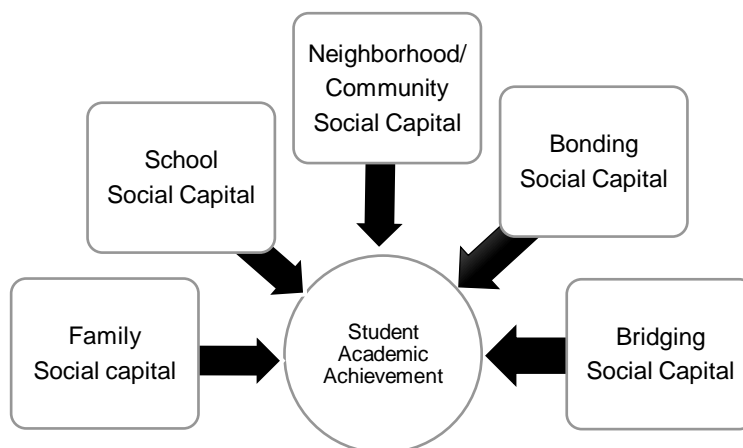 Neighborhood/
Community
Social Capital
School
Social Capital
Bonding
Social Capital
Family
Social capital
Student
Academic
Achievement
Bridging
Social Capital